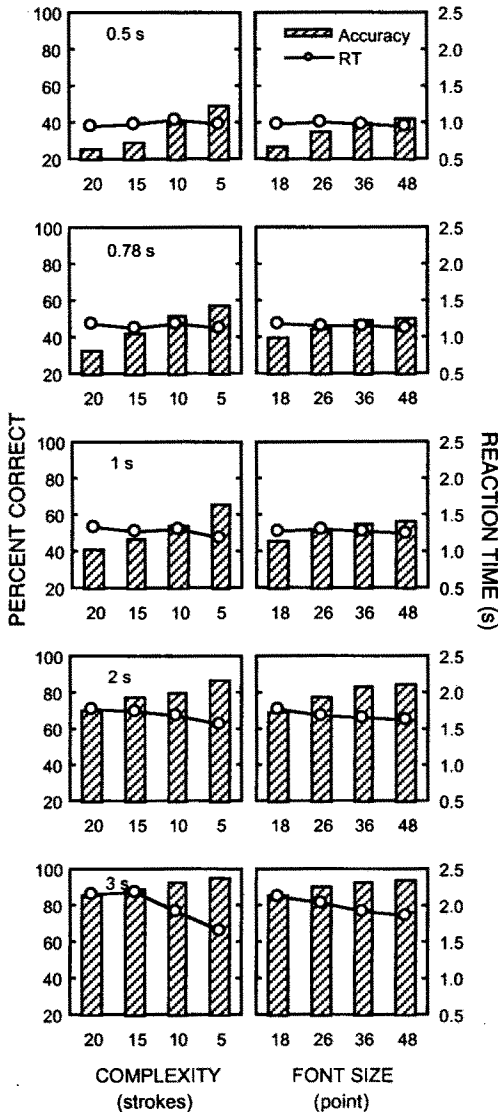 100 0.5 s Accuracy 2.5
80 RT 2.0
60 1.5
40 1.0
20 0.5
20 15 10 5 18 26 36 48
100 0.78 s 2.5
80 2.0
60 1.5
40 1.0
20 0.5
20 15 10 5 18 26 36 48
100 1 s 2.5
80 2.0
60 1.5
40 1.0
20 0.5
20 15 10 5 18 26 36 48
PERCENT CORRECT
REACTION TIME (s)
100 2 s 2.5
80 2.0
60 1.5
40 1.0
20 0.5
20 15 10 5 18 26 36 48
100 3 s 2.5
80 2.0
60 1.5
40 1.0
20 0.5
20 15 10 5 18 26 36 48
COMPLEXITY FONT SIZE
(strokes) (point)